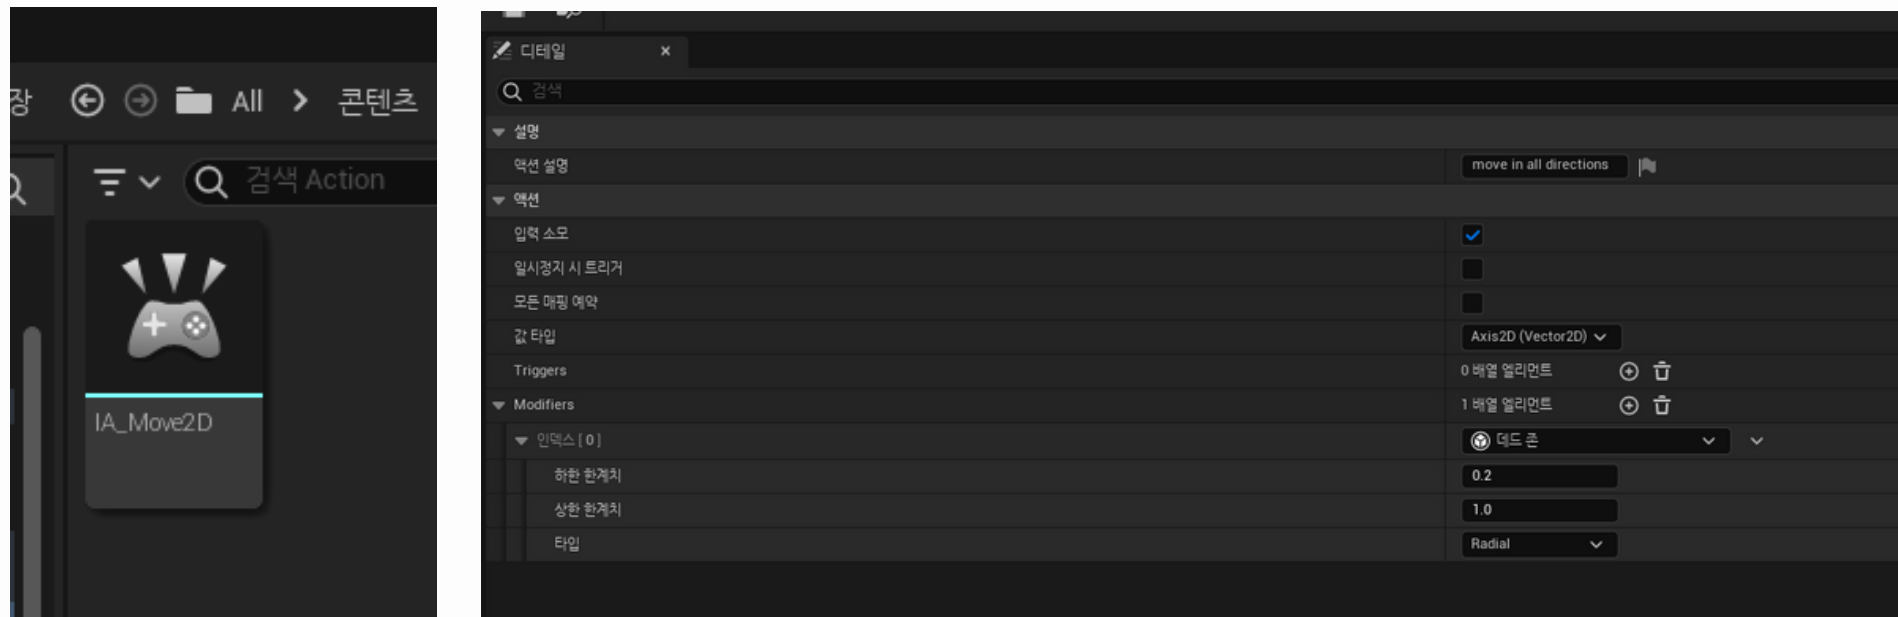 장
All
콘텐츠
검색 Action
IA_Move2D
디테일
검색
설명
액션 설명
move in all directions
액션
입력 소모
일시정지 시 트리거
모든 매핑 예약
값 타입
Axis2D (Vector2D)
Triggers
0 배열 엘리먼트
Modifiers
1 배열 엘리먼트
인덱스 [ 0 ]
데드 존
하한 한계치
0.2
상한 한계치
1.0
타입
Radial